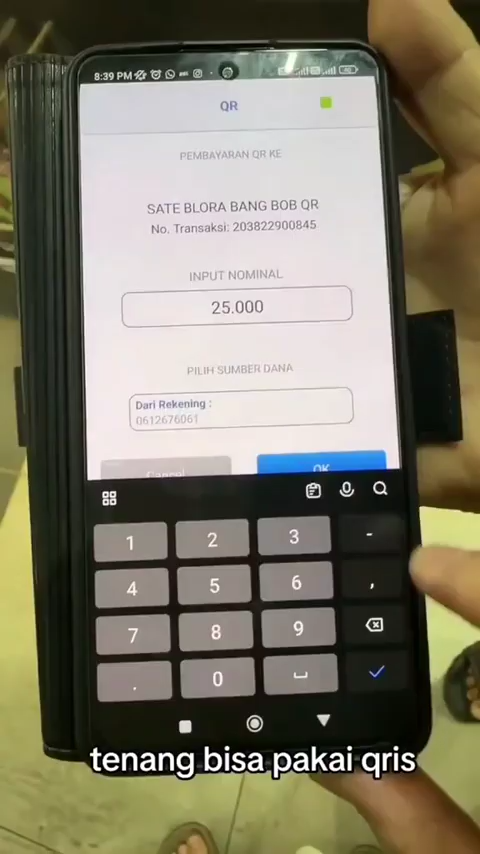 8:39 PM
QR
PEMBAYARAN QR KE
SATE BLORA BANG BOB QR
No. Transaksi: 203822900845
INPUT NOMINAL
25.000
PILIH SUMBER DANA
Dari Rekening :
0612676061
Cancel
OK
1 2 3 -
4 5 6 ,
7 8 9
. 0
tenang bisa pakai qris